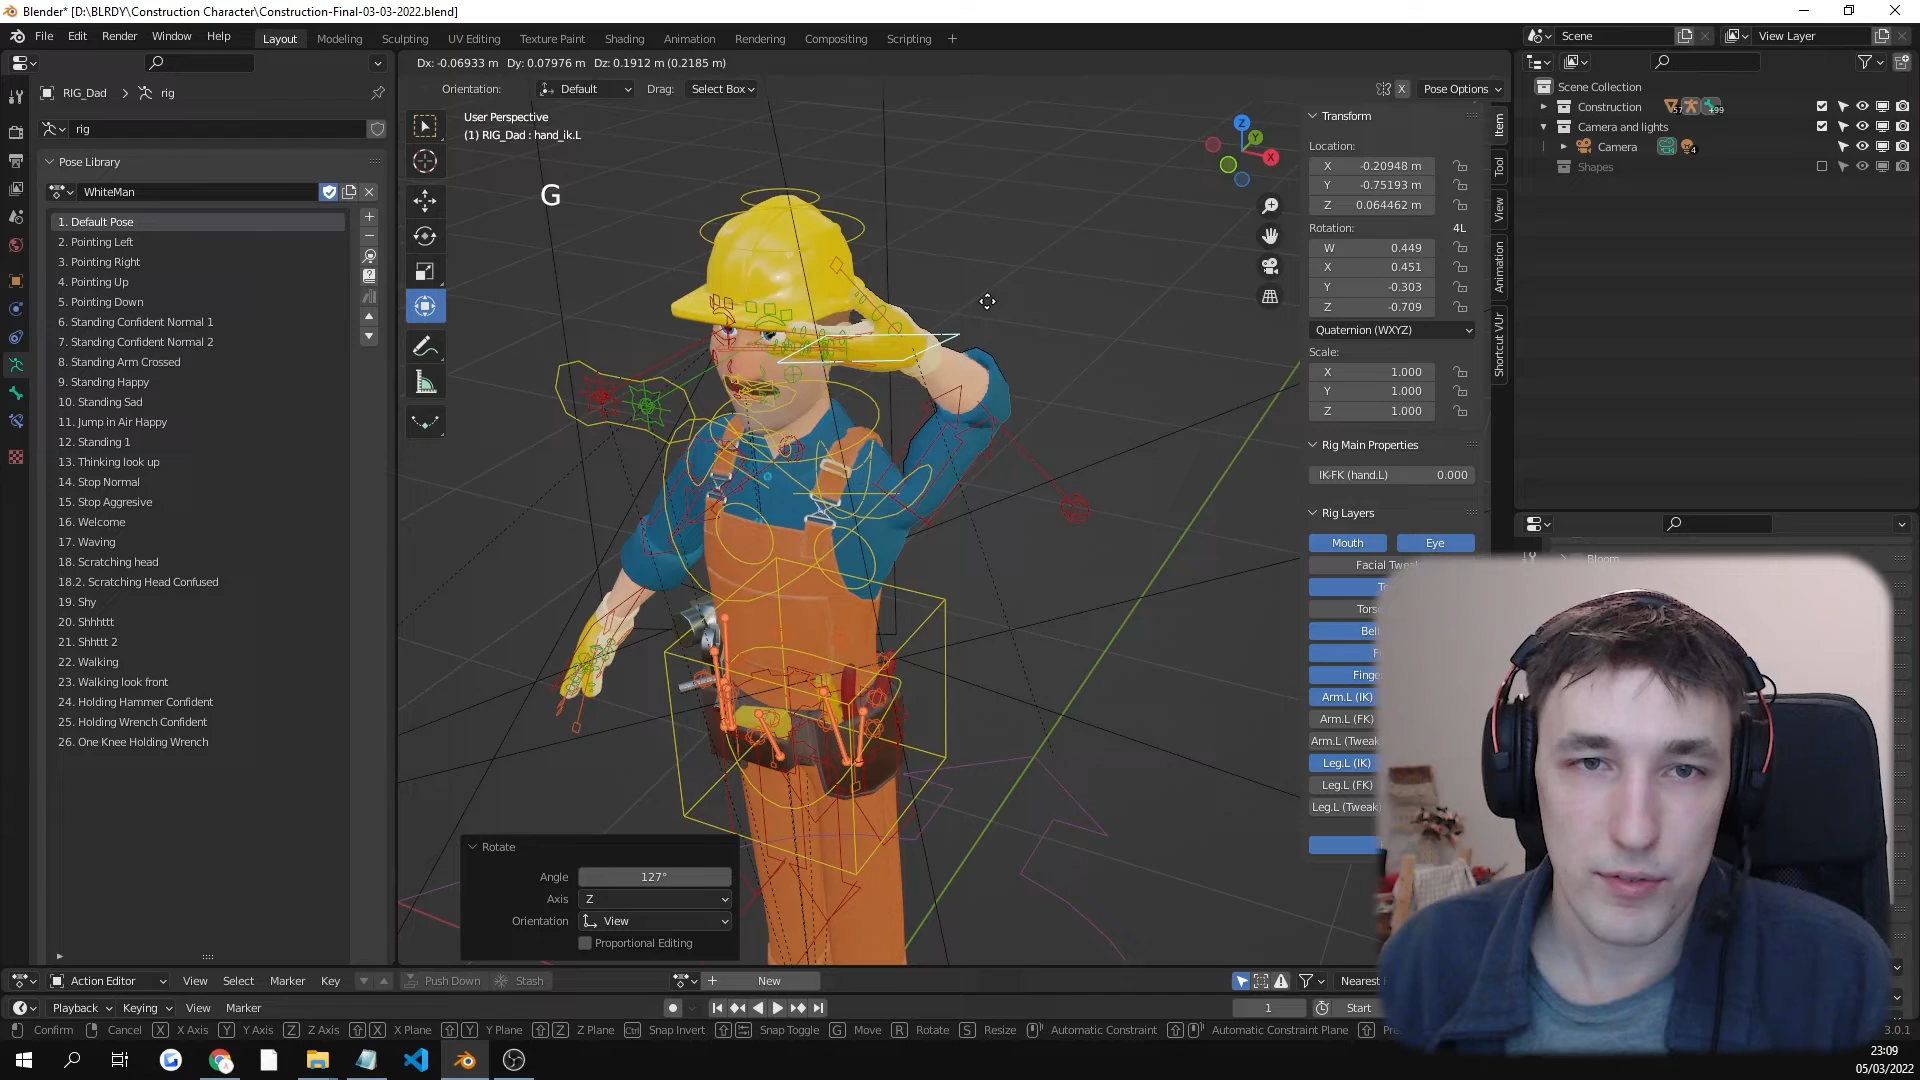 Blender* [D:\BLRDY\Construction Character\Construction-Final-03-03-2022.blend]
File Edit Render Window Help Layout Modeling Sculpting UV Editing Texture Paint Shading Animation Rendering Compositing Scripting +
Scene View Layer
Dx: -0.06933 m Dy: 0.07976 m Dz: 0.1912 m (0.2185 m)
Orientation: Default Drag: Select Box X Pose Options
RIG_Dad > rig
rig
Pose Library
WhiteMan
1. Default Pose
2. Pointing Left
3. Pointing Right
4. Pointing Up
5. Pointing Down
6. Standing Confident Normal 1
7. Standing Confident Normal 2
8. Standing Arm Crossed
9. Standing Happy
10. Standing Sad
11. Jump in Air Happy
12. Standing 1
13. Thinking look up
14. Stop Normal
15. Stop Aggresive
16. Welcome
17. Waving
18. Scratching head
18.2. Scratching Head Confused
19. Shy
20. Shhhttt
21. Shhttt 2
22. Walking
23. Walking look front
24. Holding Hammer Confident
25. Holding Wrench Confident
26. One Knee Holding Wrench
User Perspective
(1) RIG_Dad : hand_ik.L
G
Z
Y
X
Rotate
Angle 127°
Axis Z
Orientation View
Proportional Editing
Transform
Location:
X -0.20948 m
Y -0.75193 m
Z 0.064462 m
Rotation: 4L
W 0.449
X 0.451
Y -0.303
Z -0.709
Quaternion (WXYZ)
Scale:
X 1.000
Y 1.000
Z 1.000
Rig Main Properties
IK-FK (hand.L) 0.000
Rig Layers
Mouth Eye
Facial Tweak
Arm.L (IK)
Arm.L (FK)
Arm.L (Tweak
Leg.L (IK)
Leg.L (FK)
Leg.L (Tweak)
Item
Tool
View
Animation
Shortcut VUr
Scene Collection
Construction 57 99
Camera and lights
Camera 4
Shapes
Bloom
Action Editor View Select Marker Key Push Down Stash + New Nearest
Playback Keying View Marker 1 Start
Confirm Cancel X X Axis Y Y Axis Z Z Axis X X Plane Y Y Plane Z Z Plane Ctrl Snap Invert Snap Toggle G Move R Rotate S Resize Automatic Constraint Automatic Constraint Plane
3.0.1
23:09
05/03/2022